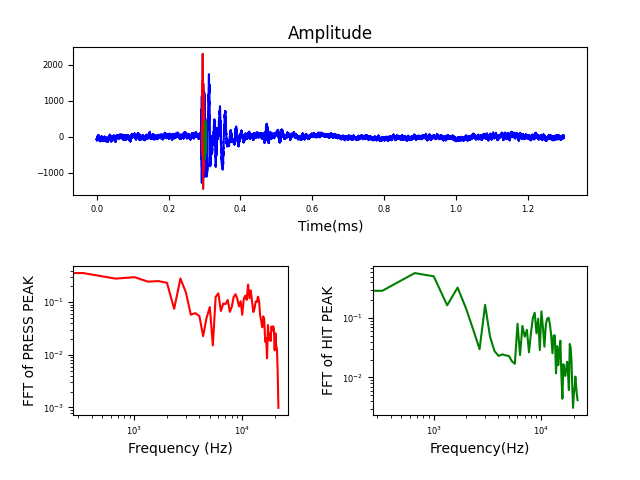 Amplitude
2000
1000
0
−1000
0.0 0.2 0.4 0.6 0.8 1.0 1.2
Time(ms)
FFT of PRESS PEAK
10⁻¹
10⁻²
10⁻³
10³ 10⁴
Frequency (Hz)
FFT of HIT PEAK
10⁻¹
10⁻²
10³ 10⁴
Frequency(Hz)